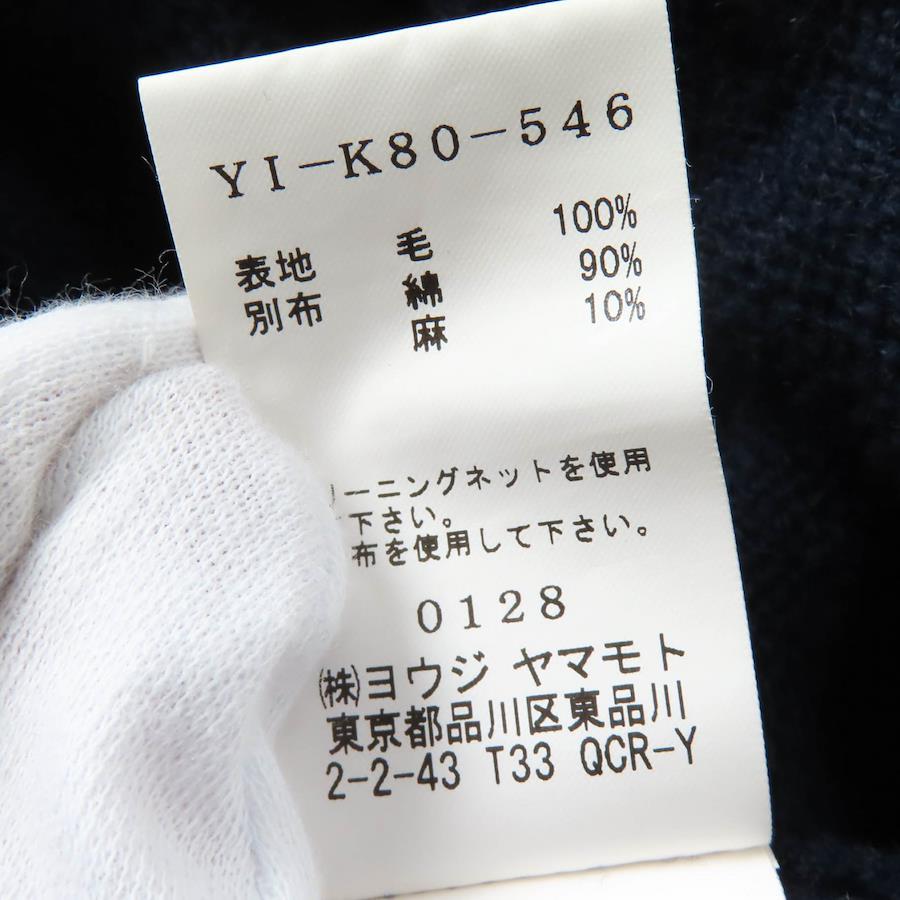 YI-K80-546
表地 毛 100%
別布 綿 90%
麻 10%
ーニングネットを使用
下さい。
布を使用して下さい。
0128
㈱ヨウジ ヤマモト
東京都品川区東品川
2-2-43 T33 QCR-Y